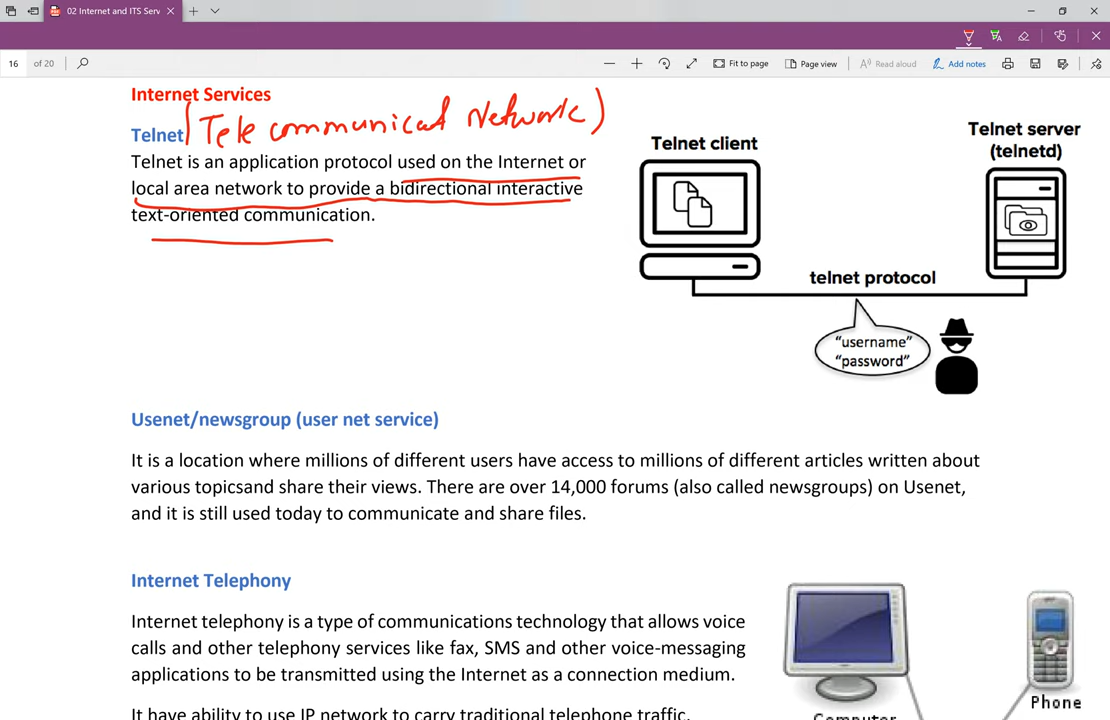 02 Internet and ITS Serv
16 of 20
Fit to page
Page view
Read aloud
Add notes
Internet Services
Telnet (Tele communicat Network)
Telnet is an application protocol used on the Internet or
local area network to provide a bidirectional interactive
text-oriented communication.
Telnet client
Telnet server
(telnetd)
telnet protocol
"username"
"password"
Usenet/newsgroup (user net service)
It is a location where millions of different users have access to millions of different articles written about
various topicsand share their views. There are over 14,000 forums (also called newsgroups) on Usenet,
and it is still used today to communicate and share files.
Internet Telephony
Internet telephony is a type of communications technology that allows voice
calls and other telephony services like fax, SMS and other voice-messaging
applications to be transmitted using the Internet as a connection medium.
It have ability to use IP network to carry traditional telephone traffic.
Computer
Phone